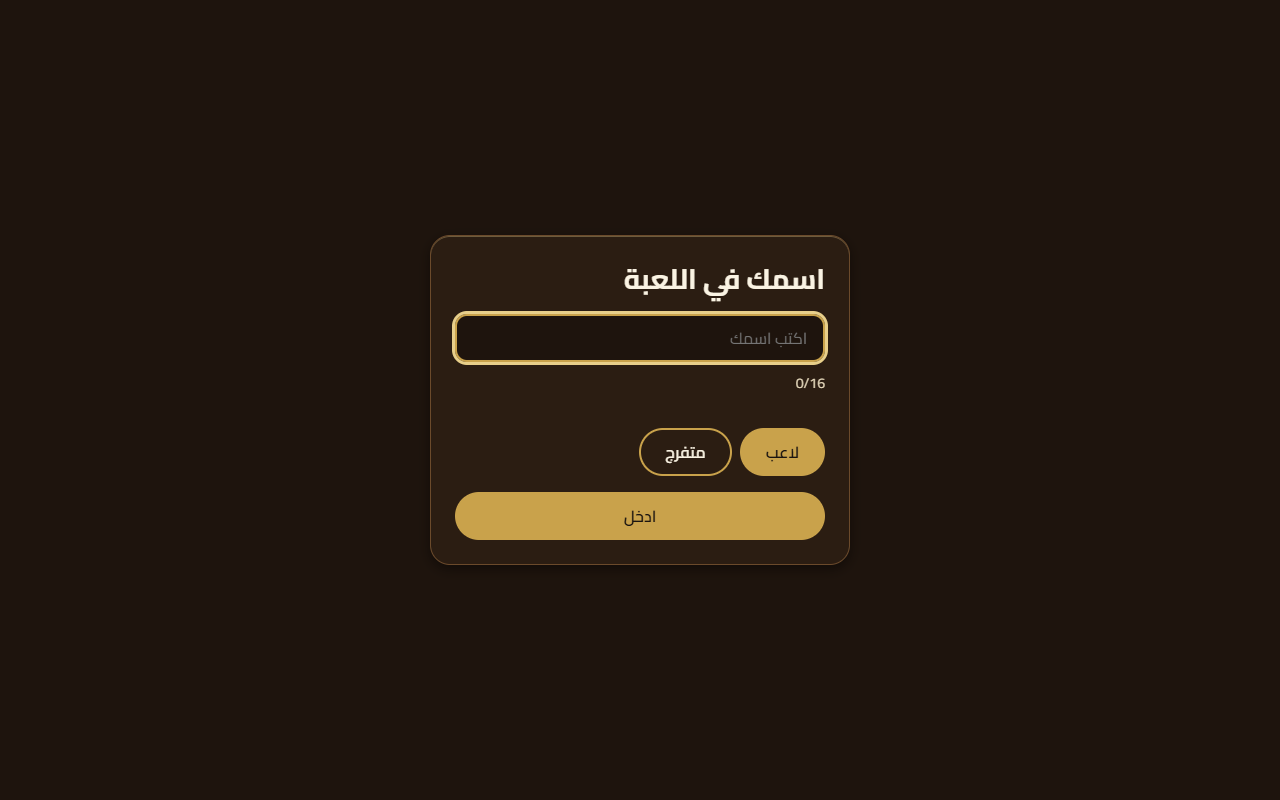 اسمك في اللعبة
اكتب اسمك
0/16
لاعب متفرج
ادخل